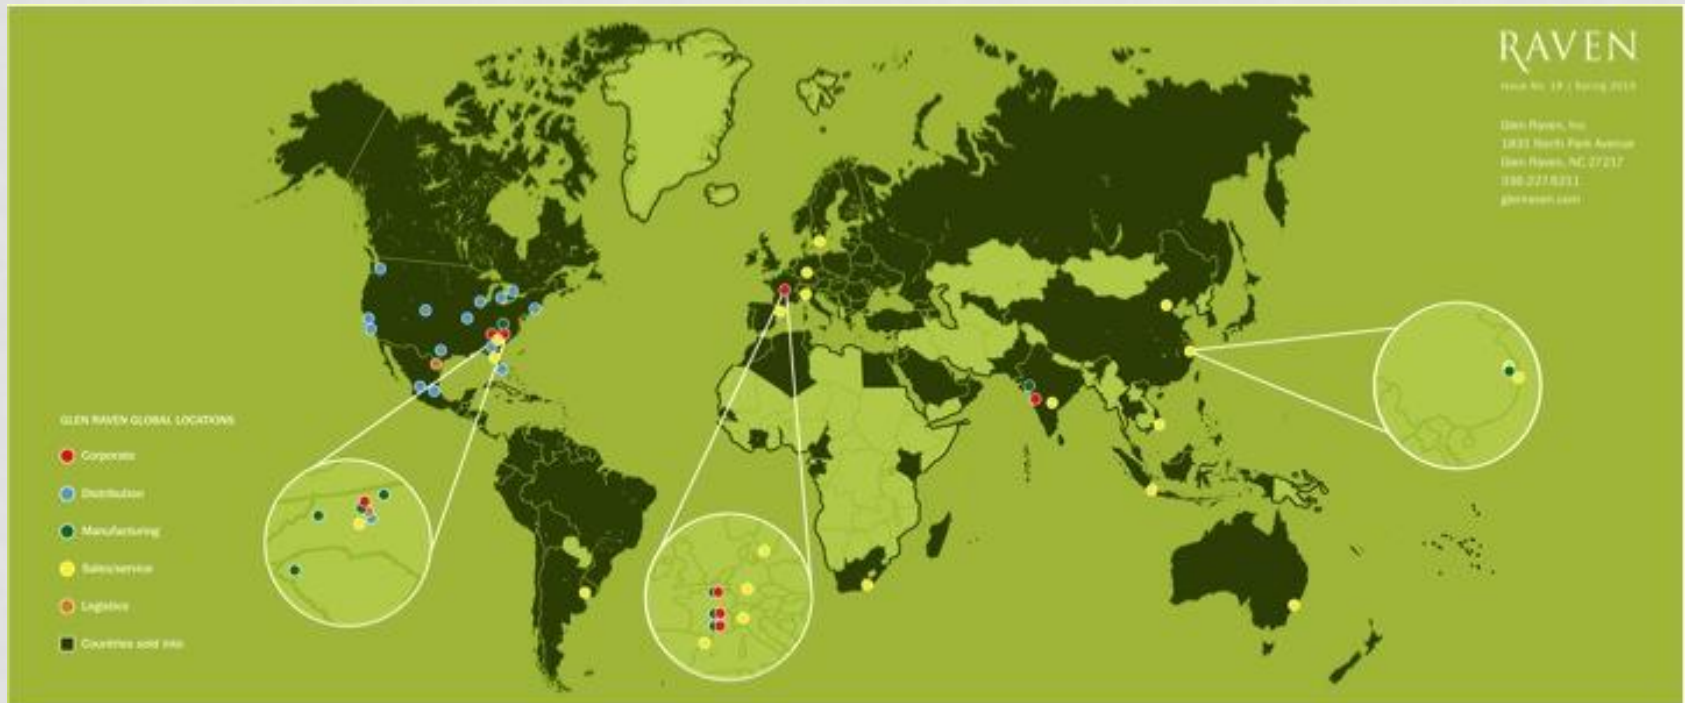 RAVEN
Issue No. 19 | Spring 2013
Glen Raven, Inc.
1831 North Park Avenue
Glen Raven, NC 27217
336.227.6211
glenraven.com
GLEN RAVEN GLOBAL LOCATIONS
Corporate
Distribution
Manufacturing
Sales/service
Logistics
Countries sold into